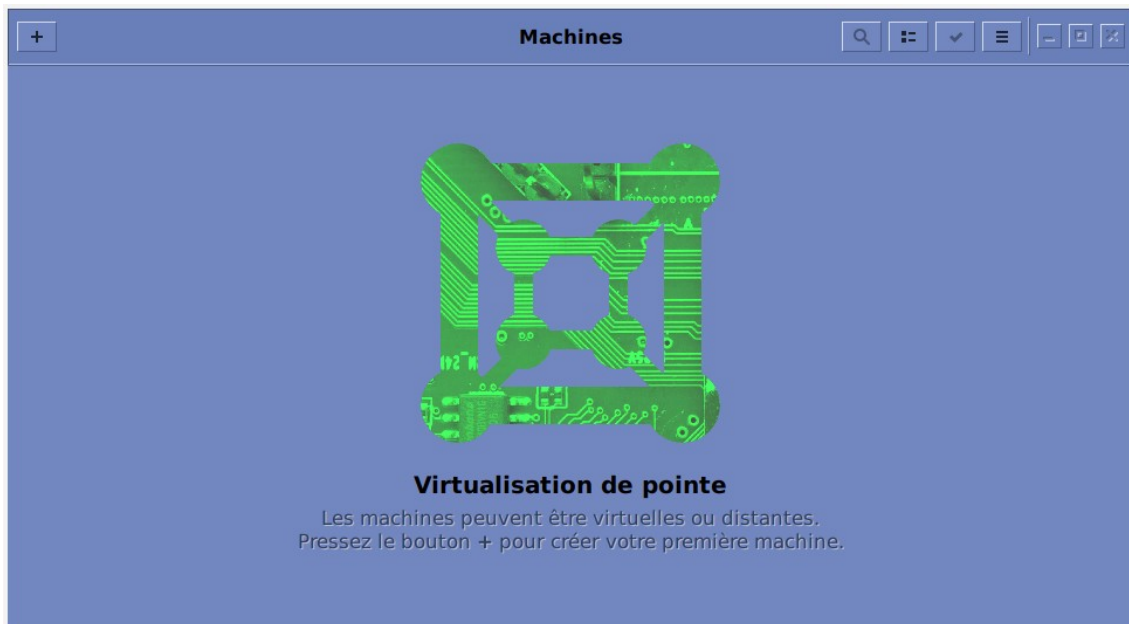 Machines
Virtualisation de pointe
Les machines peuvent être virtuelles ou distantes.
Pressez le bouton + pour créer votre première machine.